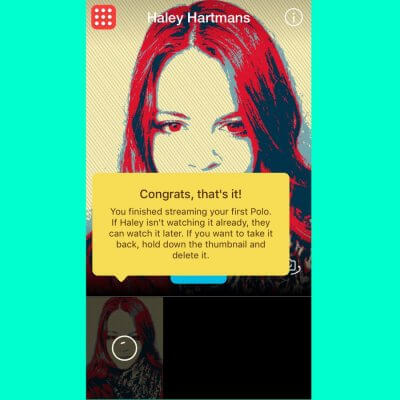 Haley Hartmans
Congrats, that's it!
You finished streaming your first Polo.
If Haley isn't watching it already, they
can watch it later. If you want to take it
back, hold down the thumbnail and
delete it.